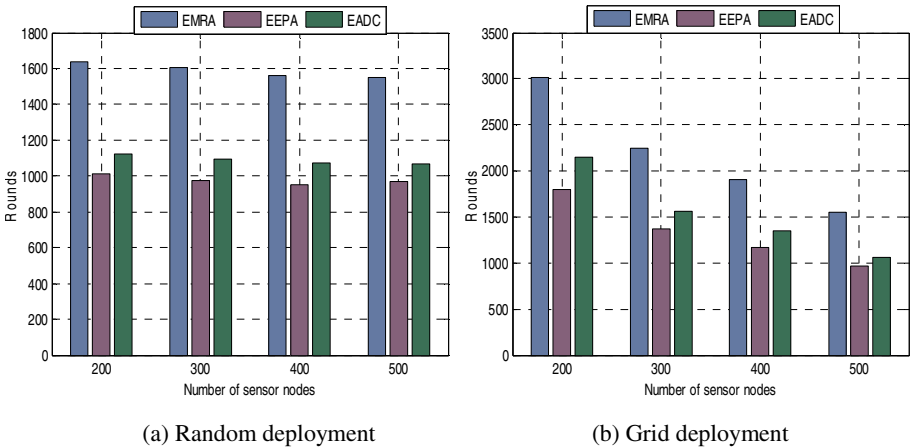 EMRA EEPA EADC
1800
1600
1400
1200
1000
800
600
400
200
0
Rounds
200 300 400 500
Number of sensor nodes
(a) Random deployment
EMRA EEPA EADC
3500
3000
2500
2000
1500
1000
500
0
Rounds
200 300 400 500
Number of sensor nodes
(b) Grid deployment